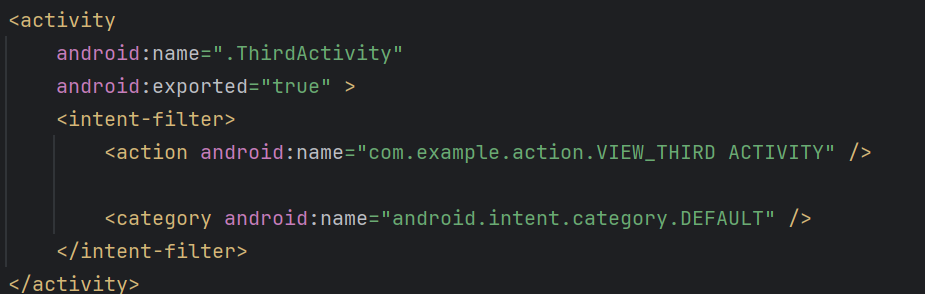 <activity
android:name=".ThirdActivity"
android:exported="true" >
<intent-filter>
<action android:name="com.example.action.VIEW_THIRD ACTIVITY" />
<category android:name="android.intent.category.DEFAULT" />
</intent-filter>
</activity>